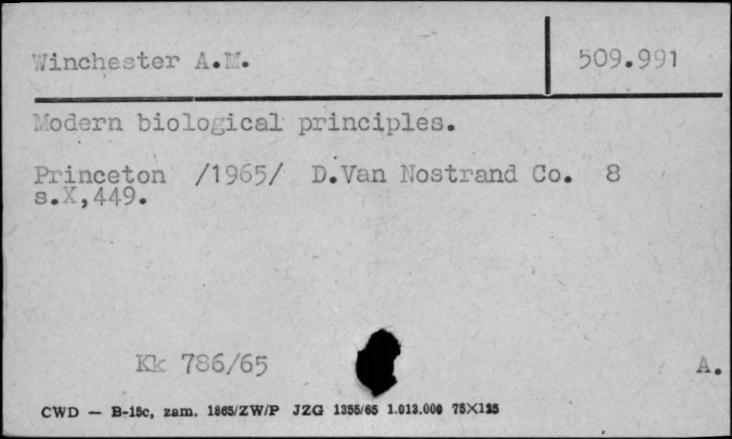 Winchester A.M.
509.991
Modern biological principles.
Princeton /1965/ D.Van Nostrand Co. 8
s.X,449.
Kk 786/65
A.
CWD — B-15c, zam. 1865/ZW/P JZG 1355/65 1.013.000 75X125